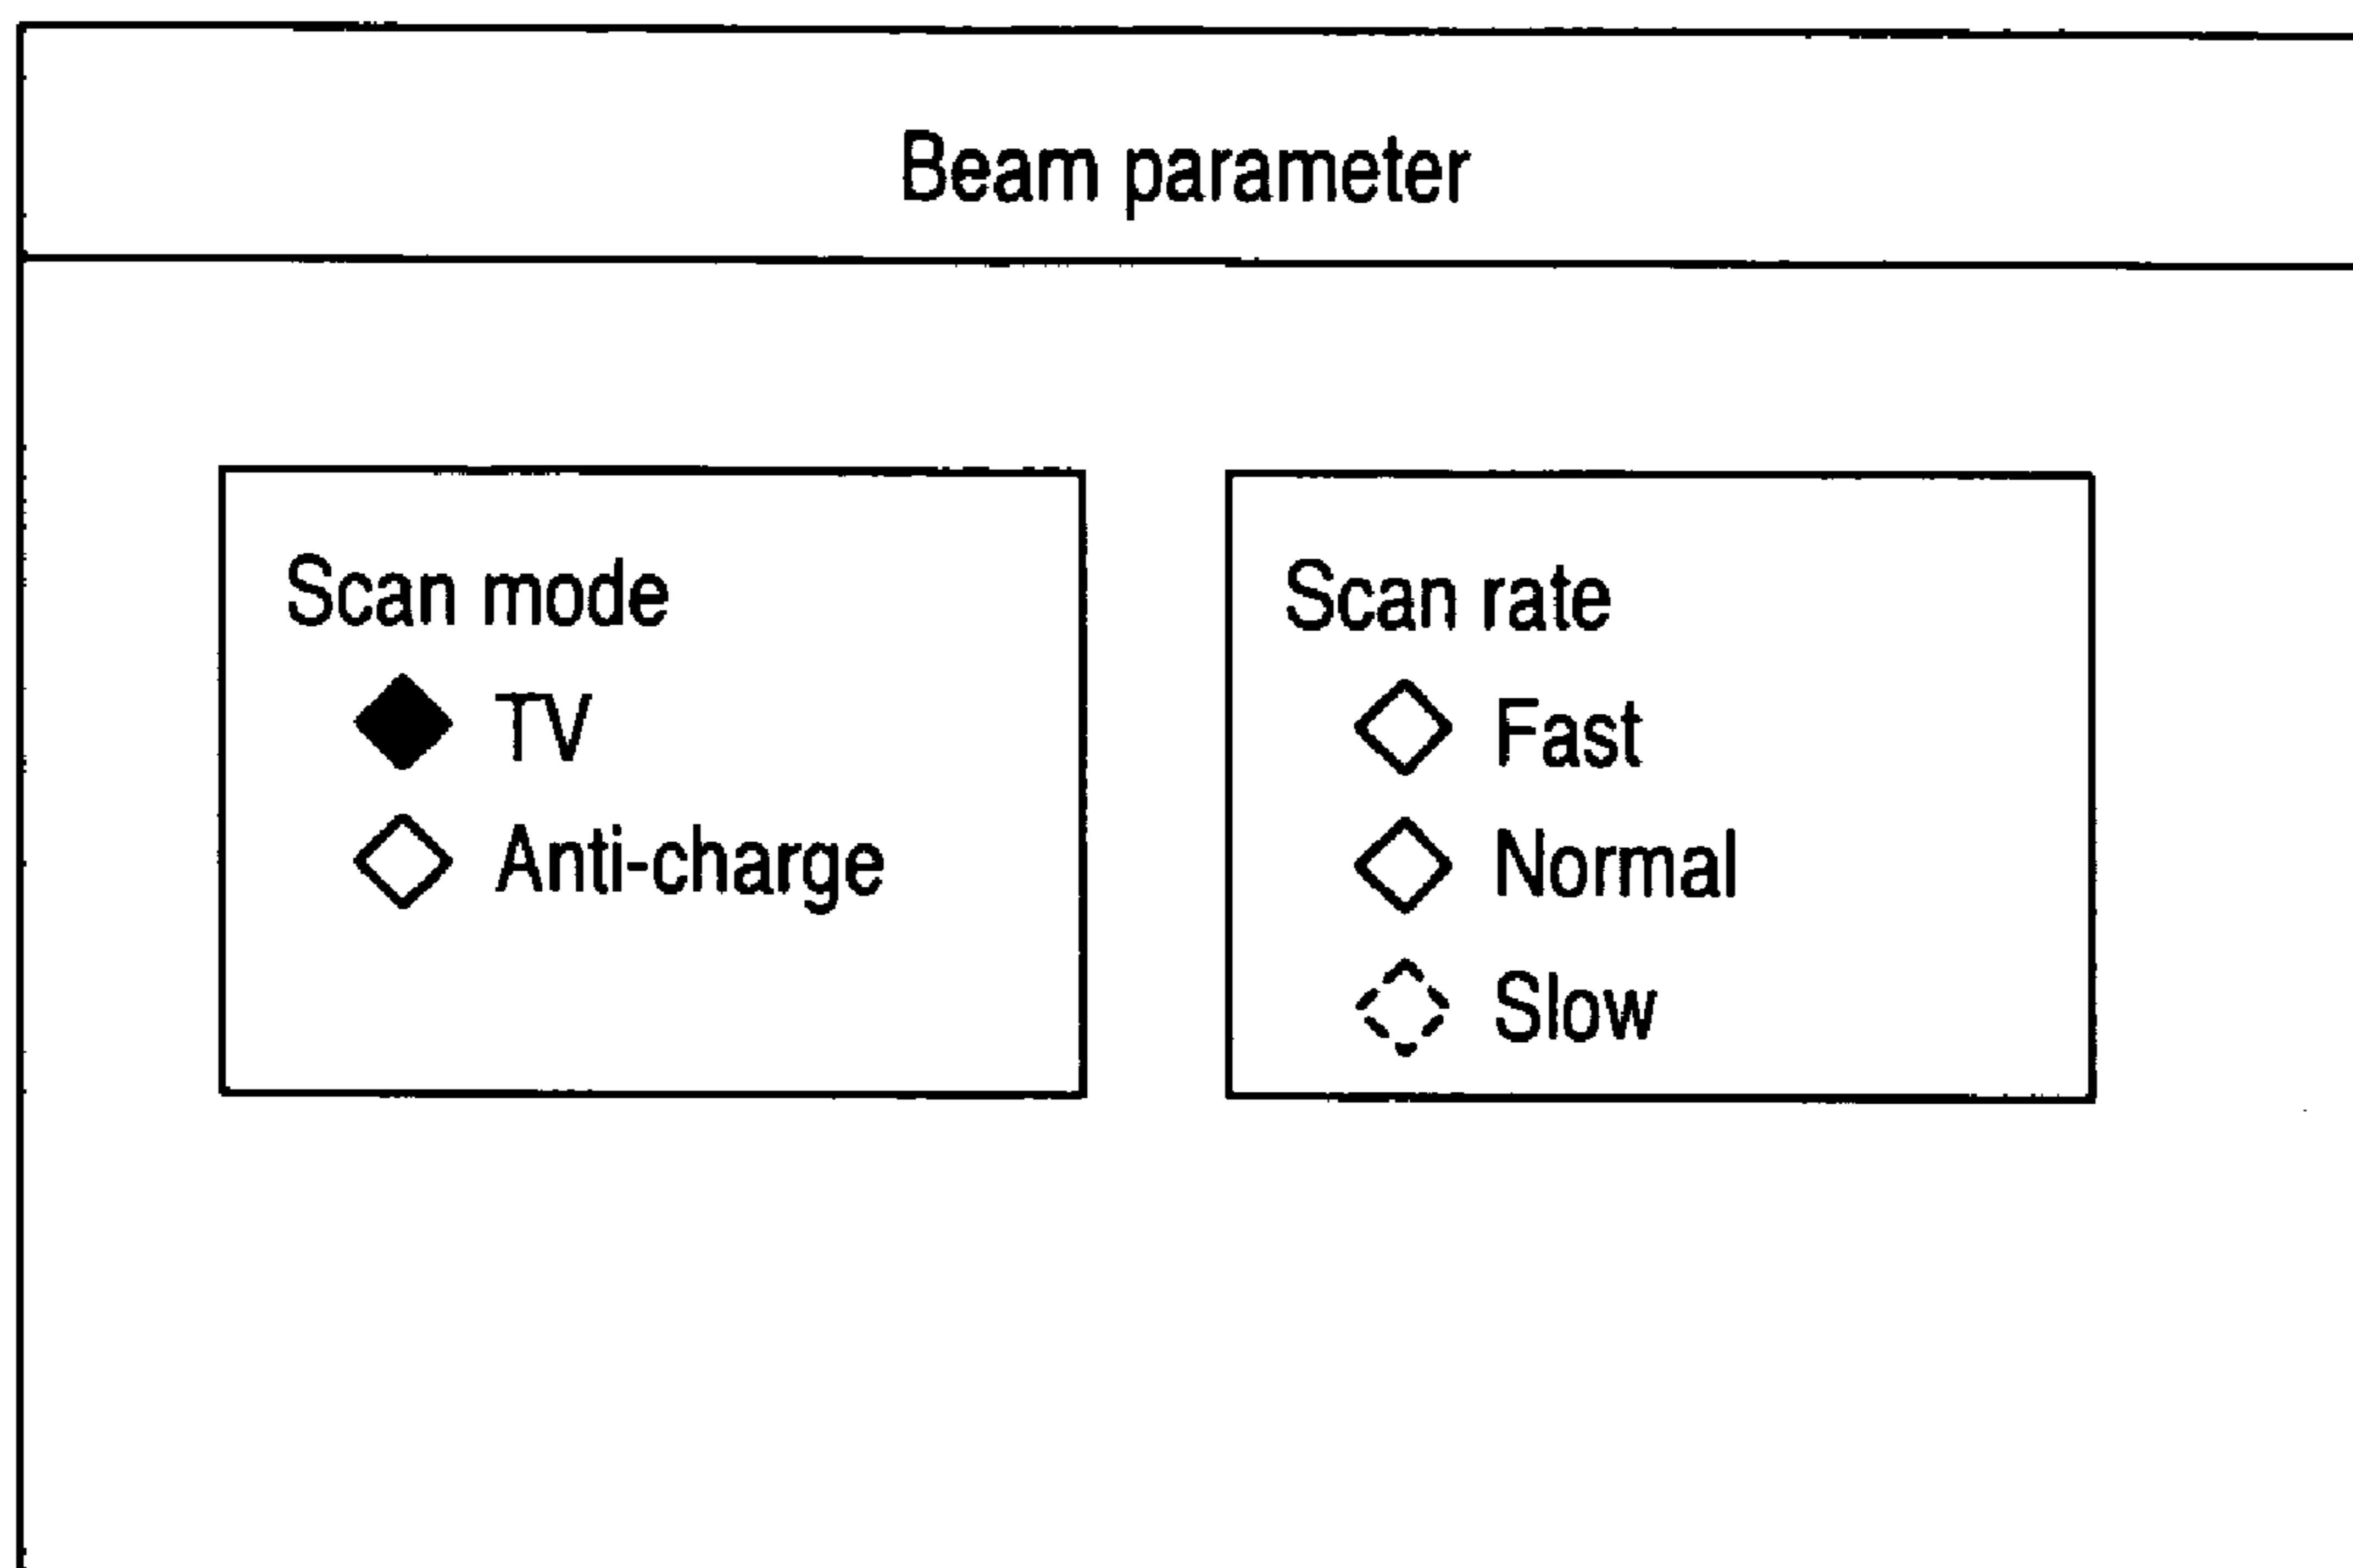 Beam parameter
Scan mode
TV
Anti-charge
Scan rate
Fast
Normal
Slow